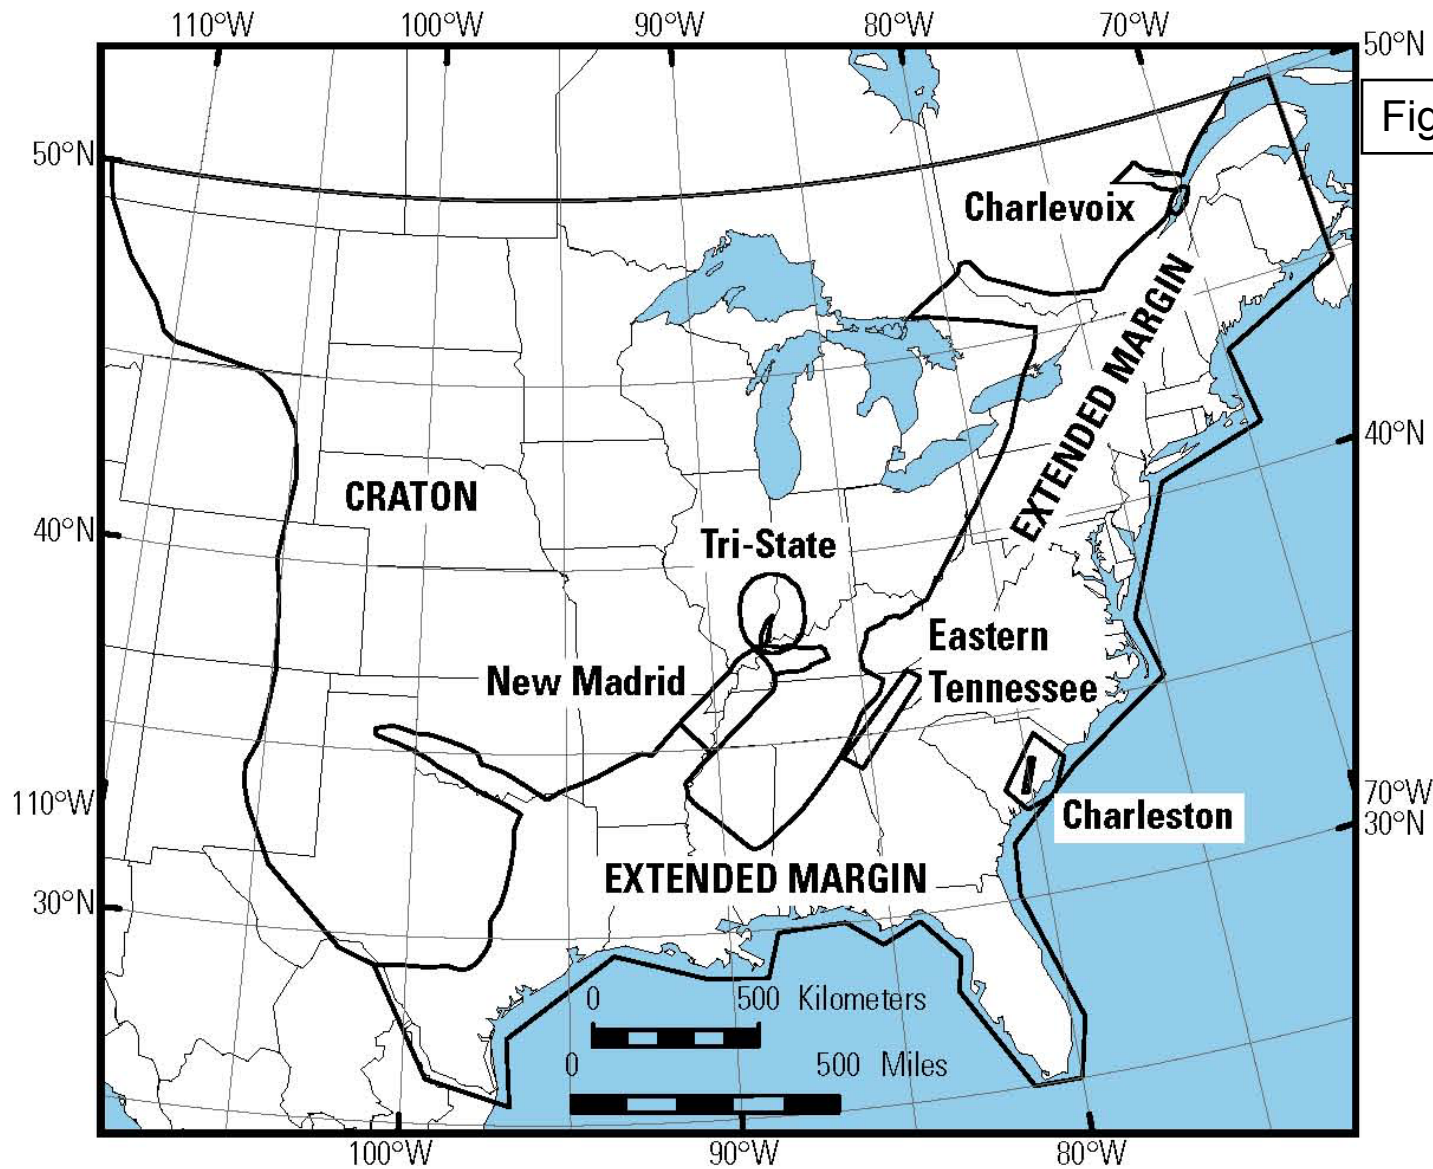 110°W
100°W
90°W
80°W
70°W
50°N
Fig
50°N
Charlevoix
EXTENDED MARGIN
40°N
CRATON
40°N
Tri-State
Eastern
Tennessee
New Madrid
110°W
70°W
30°N
Charleston
EXTENDED MARGIN
30°N
0 500 Kilometers
0 500 Miles
100°W
90°W
80°W